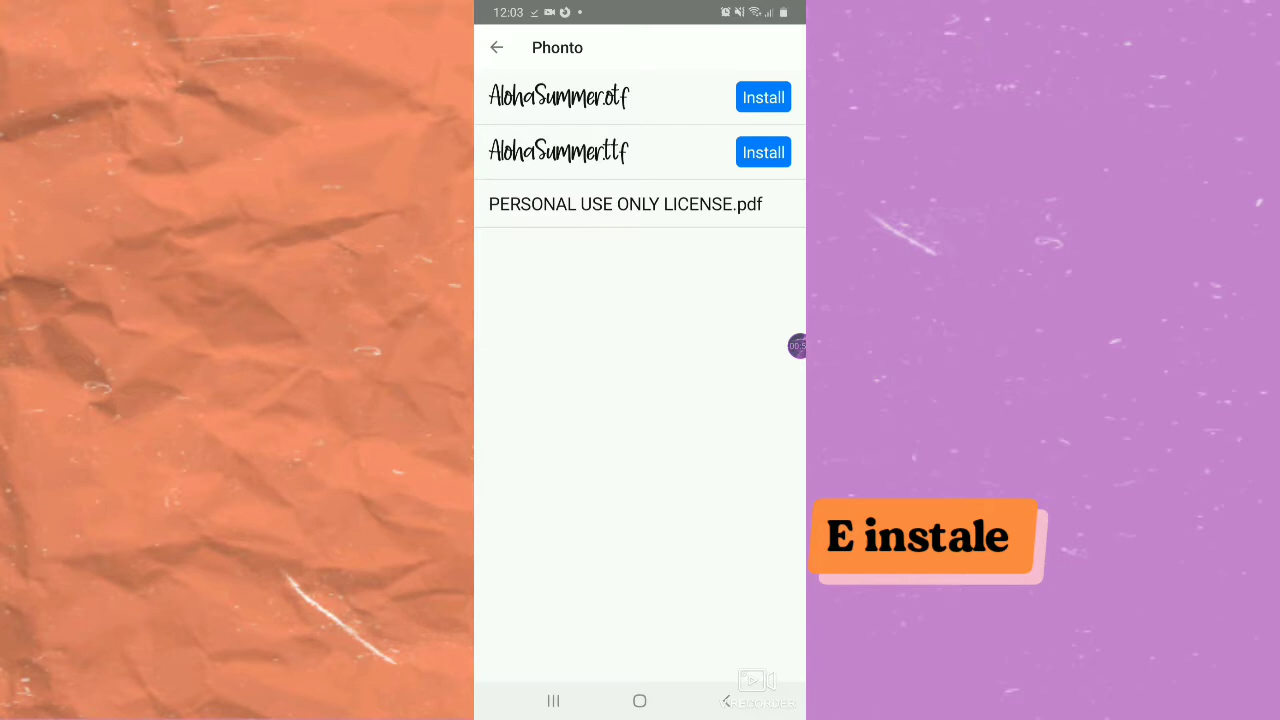 12:03
Phonto
AlohaSummer.otf
Install
AlohaSummer.ttf
Install
PERSONAL USE ONLY LICENSE.pdf
E instale